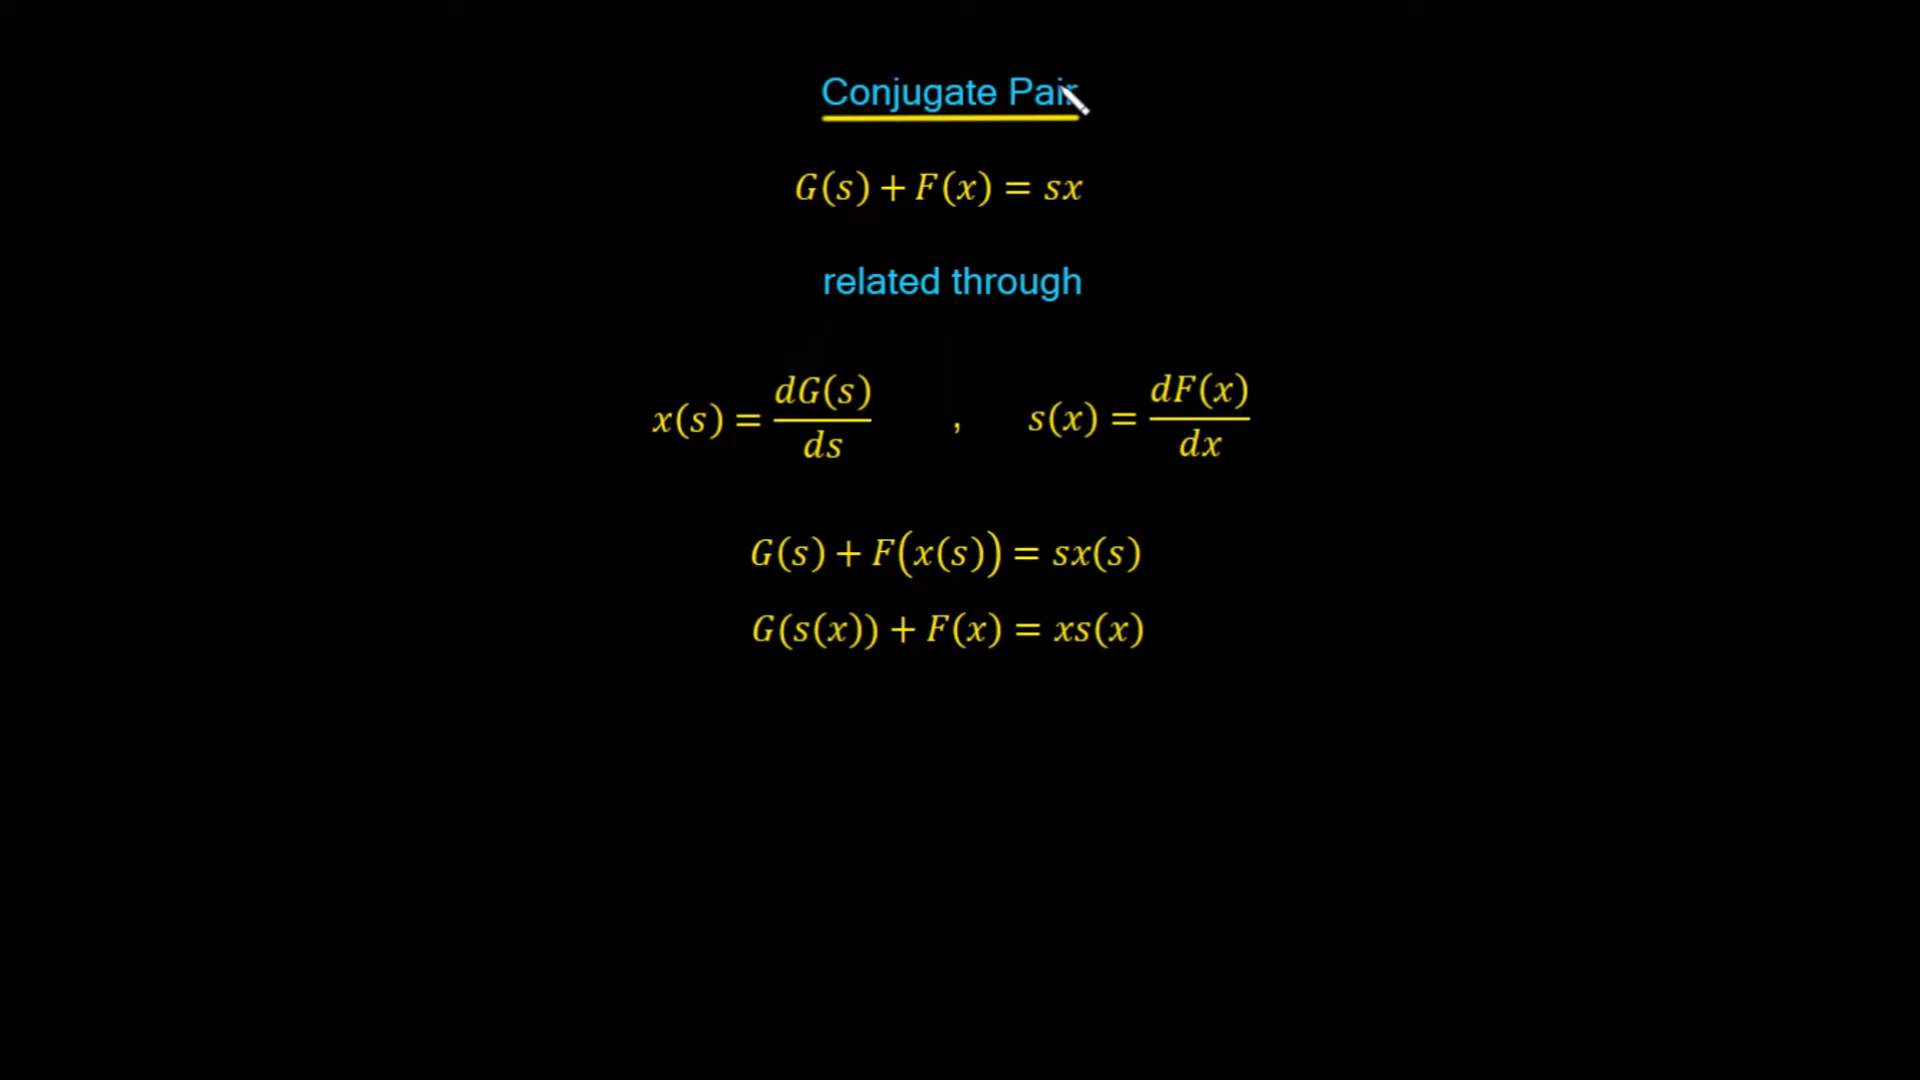 Conjugate Pair
G(s) + F(x) = sx
related through
x(s) = dG(s)/ds , s(x) = dF(x)/dx
G(s) + F(x(s)) = sx(s)
G(s(x)) + F(x) = xs(x)